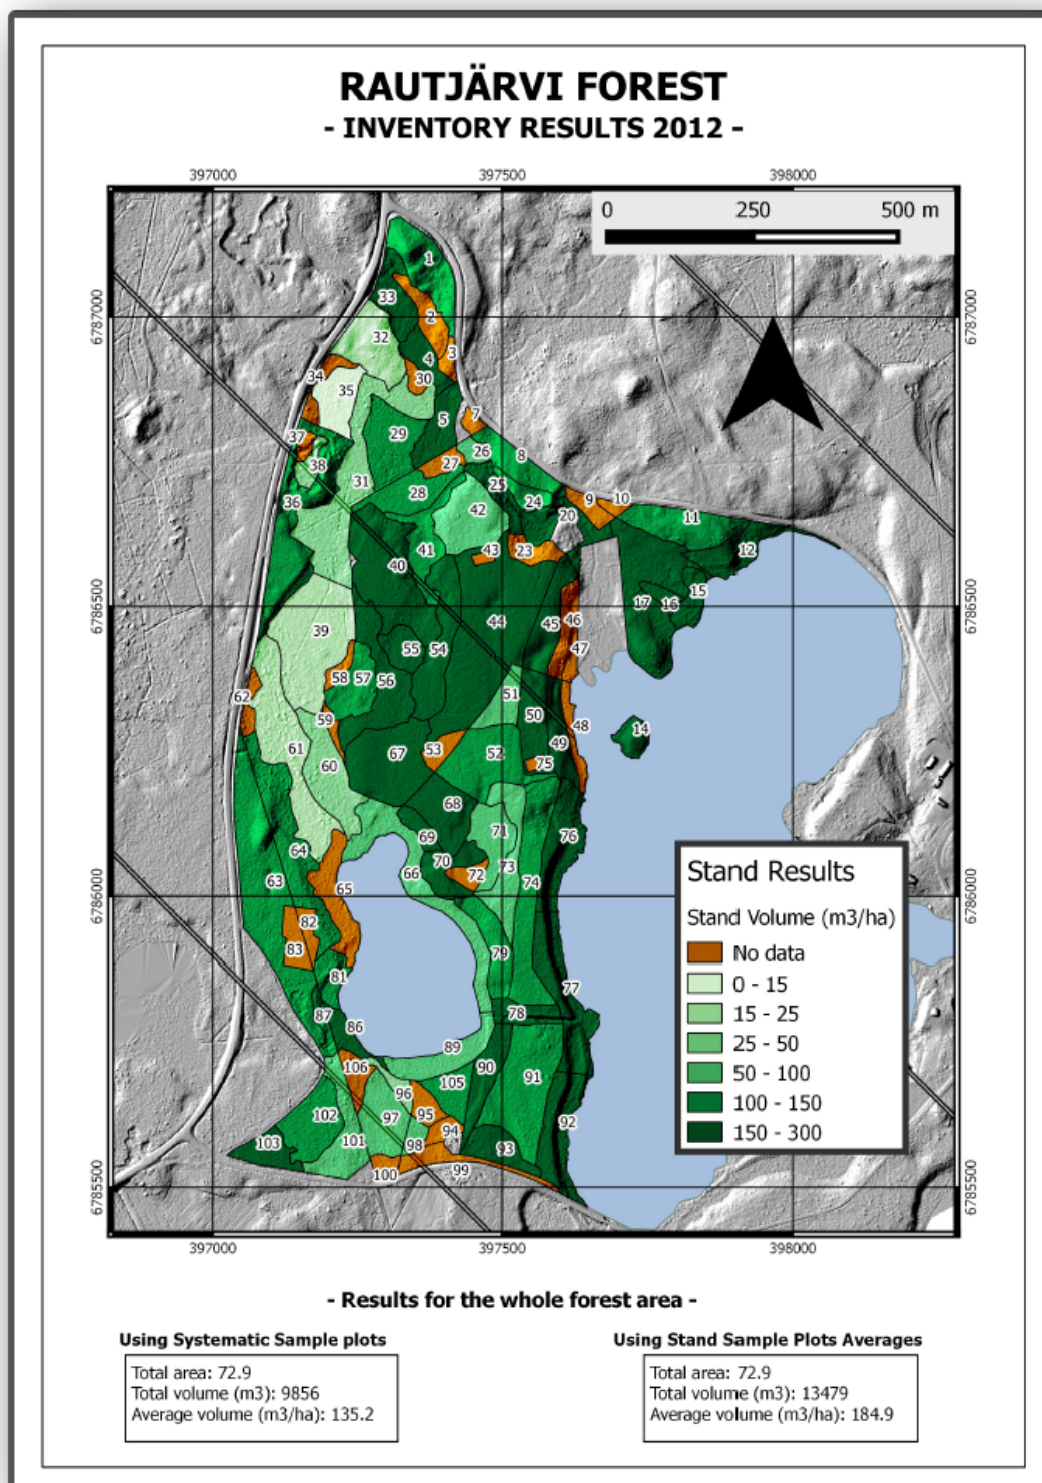 RAUTJÄRVI FOREST
- INVENTORY RESULTS 2012 -
397000 397500 398000
0 250 500 m
1
33
6787000 2 6787000
32
3
4
34 30
35
7
5
29
37
26 8
27
38
31 25
28
36 24 9 10
42 20 11
41 43 23 12
40
15
6786500 17 16 6786500
44 45 46
39
55 54 47
58 57 56
62 51
59 50
48 14
61 67 53 52 49
60 75
68
69 71 76
64
70 73
63 66 72 74
65
6786000 6786000
82
83 79
81
77
87 86 78
89
106 90
105 91
96
102 95
97
92
103 101 98 94 93
100 99
6785500 6785500
397000 397500 398000
Stand Results
Stand Volume (m3/ha)
No data
0 - 15
15 - 25
25 - 50
50 - 100
100 - 150
150 - 300
- Results for the whole forest area -
Using Systematic Sample plots
Total area: 72.9
Total volume (m3): 9856
Average volume (m3/ha): 135.2
Using Stand Sample Plots Averages
Total area: 72.9
Total volume (m3): 13479
Average volume (m3/ha): 184.9